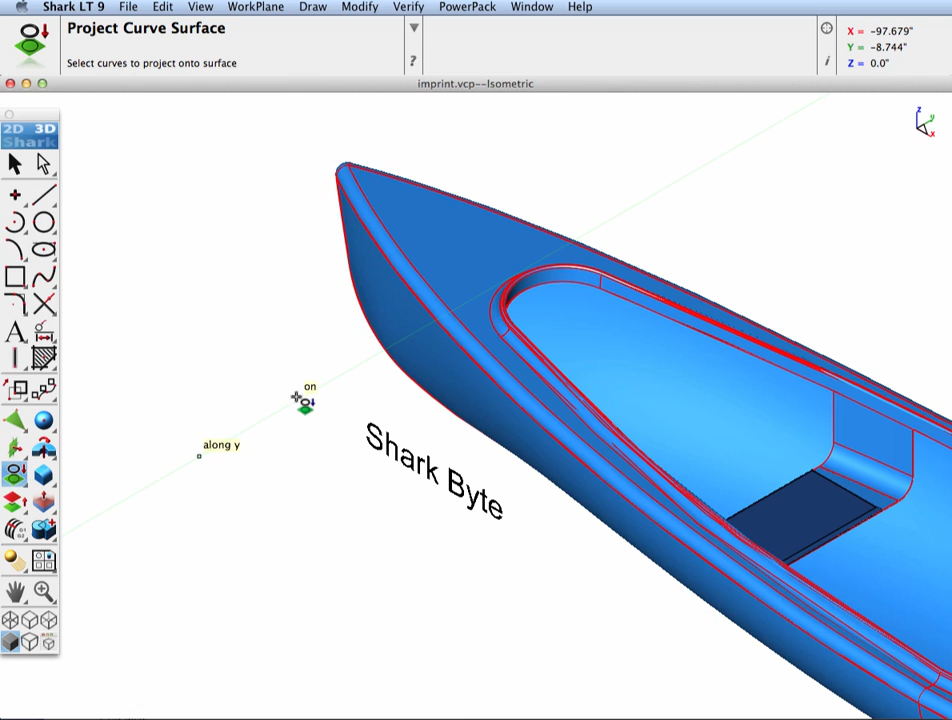 Shark LT 9 File Edit View WorkPlane Draw Modify Verify PowerPack Window Help
Project Curve Surface
Select curves to project onto surface
?
i
X = -97.679"
Y = -8.744"
Z = 0.0"
imprint.vcp--Isometric
2D 3D
Shark
A
z
y
x
on
along y
Shark Byte